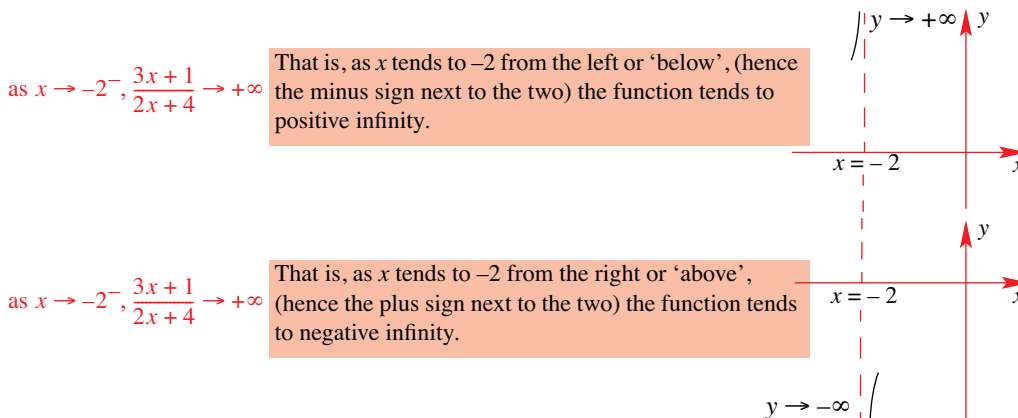 y → +∞ y
as x → –2⁻, (3x + 1)/(2x + 4) → +∞
That is, as x tends to –2 from the left or ‘below’, (hence
the minus sign next to the two) the function tends to
positive infinity.
x = – 2
x
y
as x → –2⁻, (3x + 1)/(2x + 4) → +∞
That is, as x tends to –2 from the right or ‘above’,
(hence the plus sign next to the two) the function tends
to negative infinity.
x = – 2
x
y → –∞